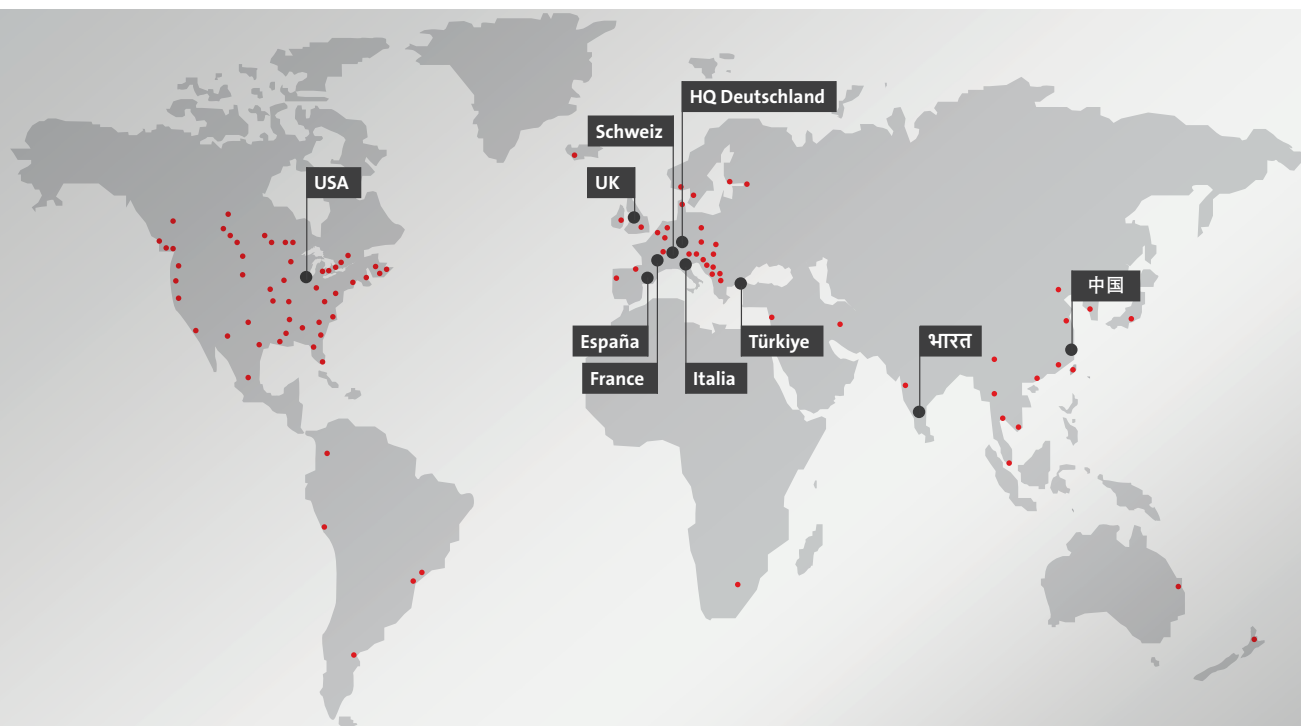 HQ Deutschland
Schweiz
USA
UK
中国
España
Türkiye
भारत
France
Italia